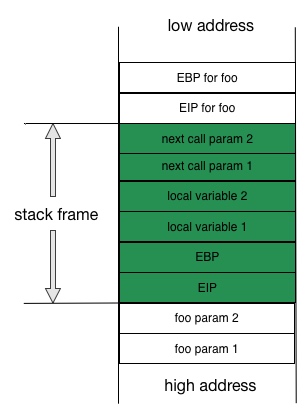 low address
EBP for foo
EIP for foo
next call param 2
next call param 1
local variable 2
stack frame
local variable 1
EBP
EIP
foo param 2
foo param 1
high address